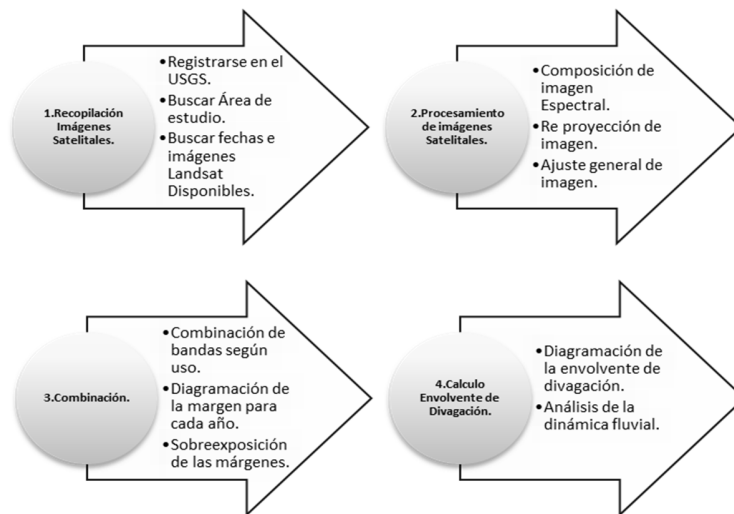 1.Recopilación
Imágenes
Satelitales.
•Registrarse en el
USGS.
•Buscar Área de
estudio.
•Buscar fechas e
imágenes
Landsat
Disponibles.
2.Procesamiento
de imágenes
Satelitales.
•Composición de
imagen
Espectral.
•Re proyección de
imagen.
•Ajuste general de
imagen.
3.Combinación.
•Combinación de
bandas según
uso.
•Diagramación de
la margen para
cada año.
•Sobreexposición
de las márgenes.
4.Calculo
Envolvente de
Divagación.
•Diagramación de
la envolvente de
divagación.
•Análisis de la
dinámica fluvial.